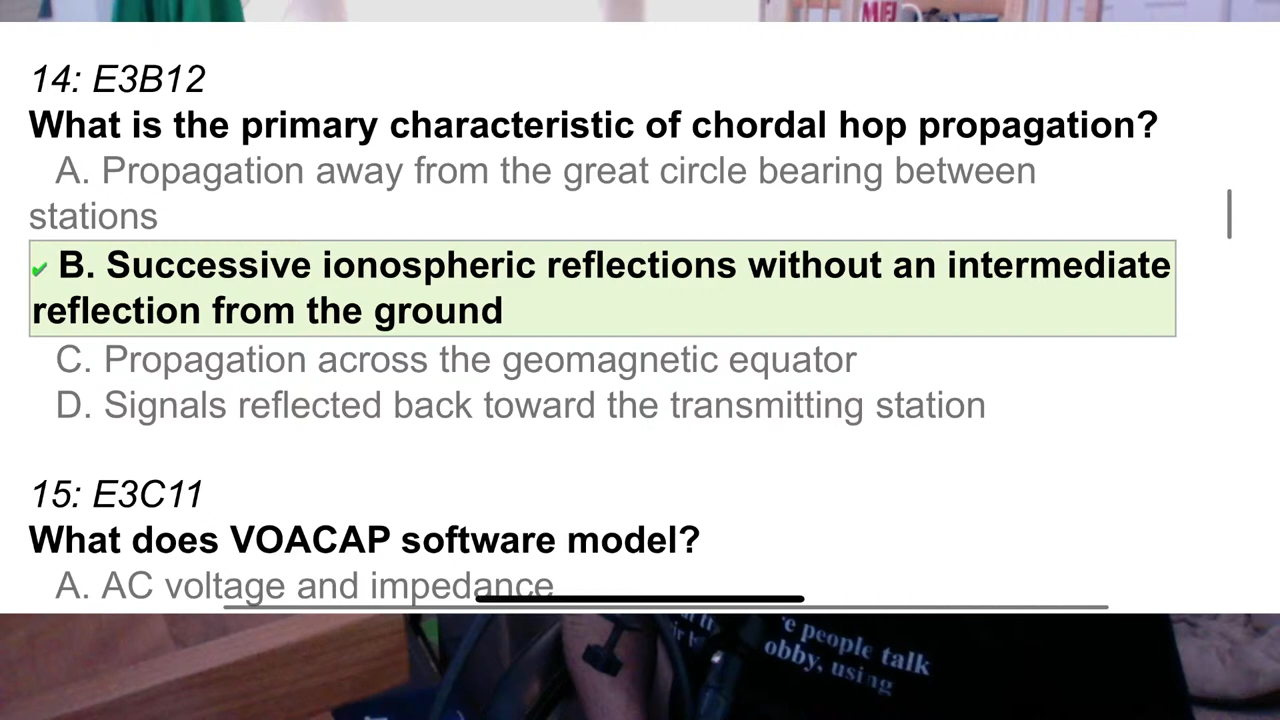 MFJ
14: E3B12
What is the primary characteristic of chordal hop propagation?
A. Propagation away from the great circle bearing between
stations
✔ B. Successive ionospheric reflections without an intermediate
reflection from the ground
C. Propagation across the geomagnetic equator
D. Signals reflected back toward the transmitting station
15: E3C11
What does VOACAP software model?
A. AC voltage and impedance
people talk
obby, using